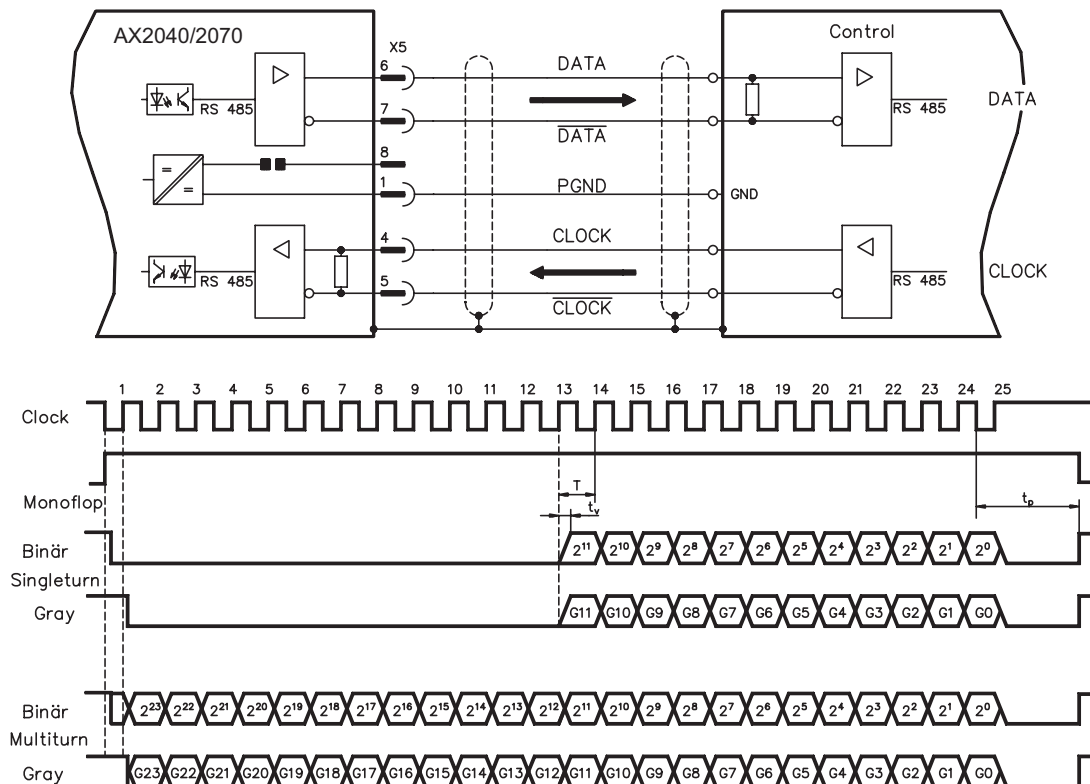 AX2040/2070
X5
Control
6
DATA
RS 485
RS 485
DATA
7
DATA
8
=
=
1
PGND
GND
4
CLOCK
RS 485
RS 485
CLOCK
5
CLOCK
1 2 3 4 5 6 7 8 9 10 11 12 13 14 15 16 17 18 19 20 21 22 23 24 25
Clock
Monoflop
T
tᵥ
tₚ
Binär
2¹¹ 2¹⁰ 2⁹ 2⁸ 2⁷ 2⁶ 2⁵ 2⁴ 2³ 2² 2¹ 2⁰
Singleturn
Gray
G11 G10 G9 G8 G7 G6 G5 G4 G3 G2 G1 G0
Binär
2²³ 2²² 2²¹ 2²⁰ 2¹⁹ 2¹⁸ 2¹⁷ 2¹⁶ 2¹⁵ 2¹⁴ 2¹³ 2¹² 2¹¹ 2¹⁰ 2⁹ 2⁸ 2⁷ 2⁶ 2⁵ 2⁴ 2³ 2² 2¹ 2⁰
Multiturn
Gray
G23 G22 G21 G20 G19 G18 G17 G16 G15 G14 G13 G12 G11 G10 G9 G8 G7 G6 G5 G4 G3 G2 G1 G0